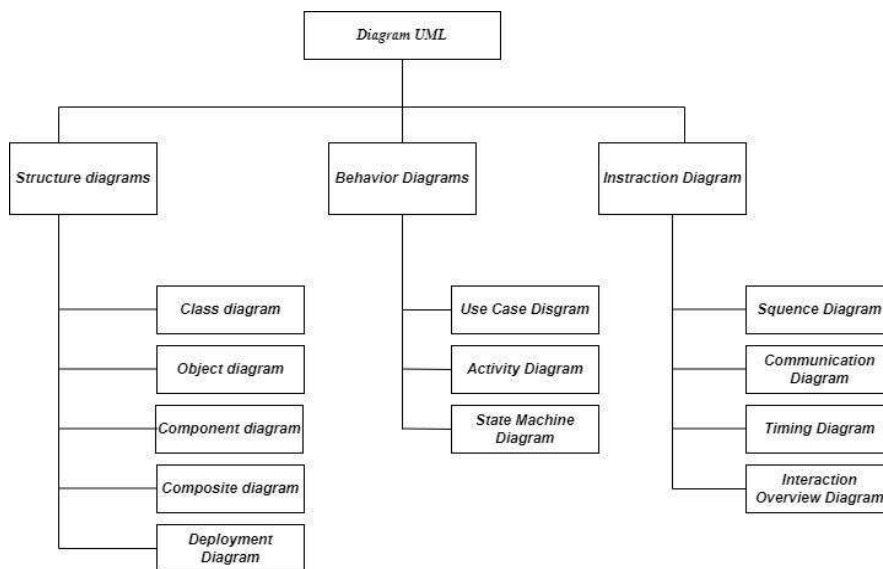 Diagram UML
Structure diagrams
Behavior Diagrams
Instraction Diagram
Class diagram
Object diagram
Component diagram
Composite diagram
Deployment
Diagram
Use Case Disgram
Activity Diagram
State Machine
Diagram
Squence Diagram
Communication
Diagram
Timing Diagram
Interaction
Overview Diagram